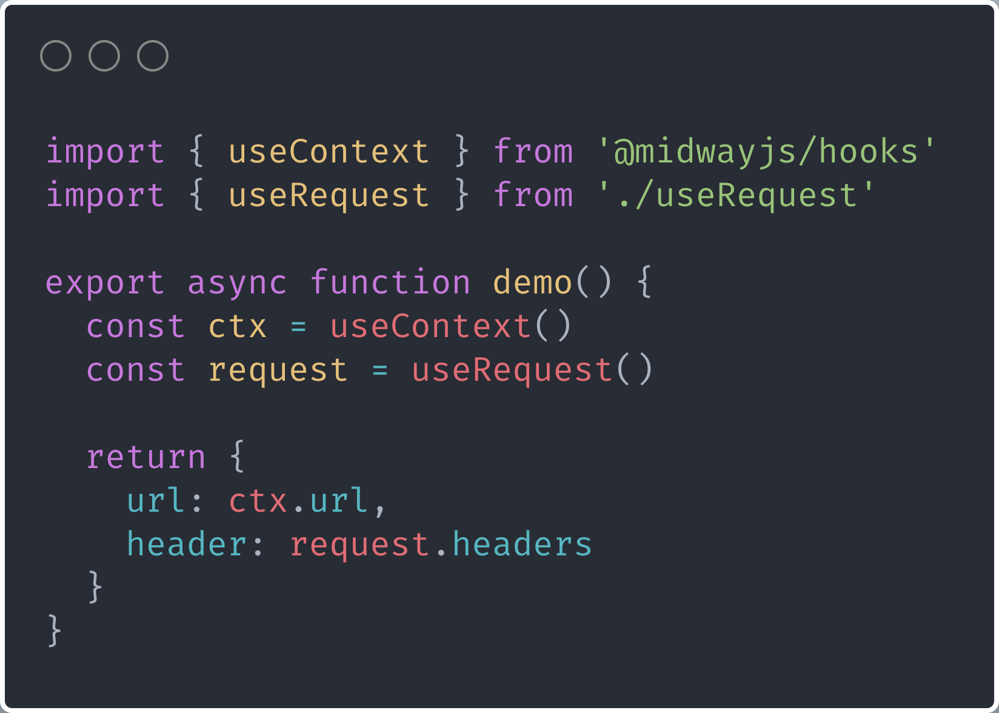 import { useContext } from '@midwayjs/hooks'
import { useRequest } from './useRequest'

export async function demo() {
  const ctx = useContext()
  const request = useRequest()

  return {
    url: ctx.url,
    header: request.headers
  }
}